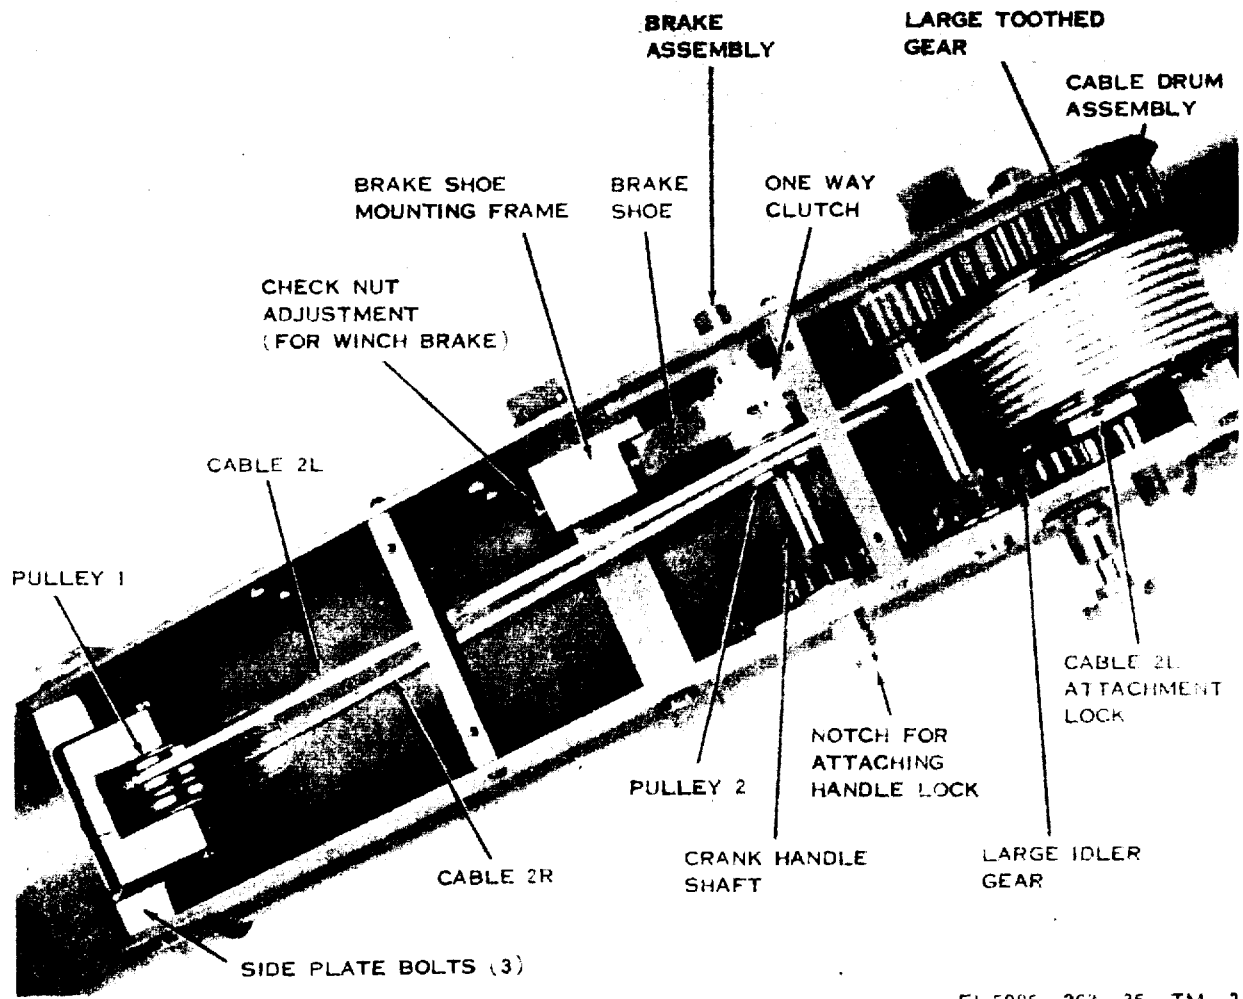 BRAKE
ASSEMBLY
LARGE TOOTHED
GEAR
CABLE DRUM
ASSEMBLY
BRAKE SHOE
MOUNTING FRAME
BRAKE
SHOE
ONE WAY
CLUTCH
CHECK NUT
ADJUSTMENT
(FOR WINCH BRAKE)
CABLE 2L
PULLEY 1
CABLE 2L
ATTACHMENT
LOCK
NOTCH FOR
ATTACHING
HANDLE LOCK
PULLEY 2
CRANK HANDLE
SHAFT
LARGE IDLER
GEAR
CABLE 2R
SIDE PLATE BOLTS (3)